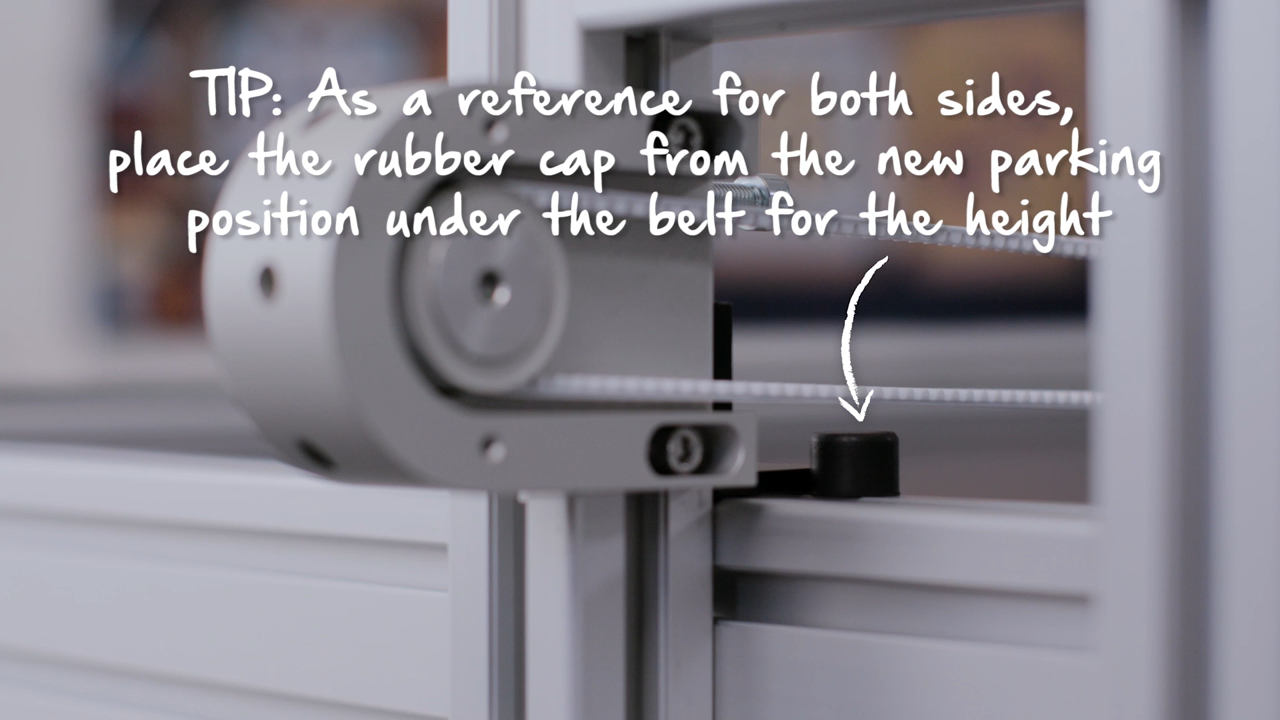 TIP: As a reference for both sides,
place the rubber cap from the new parking
position under the belt for the height